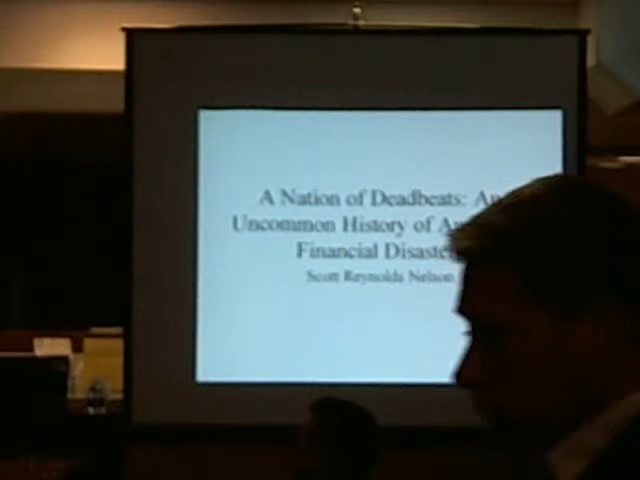 A Nation of Deadbeats: An
Uncommon History of
Financial
Scott Reynolds Nelson